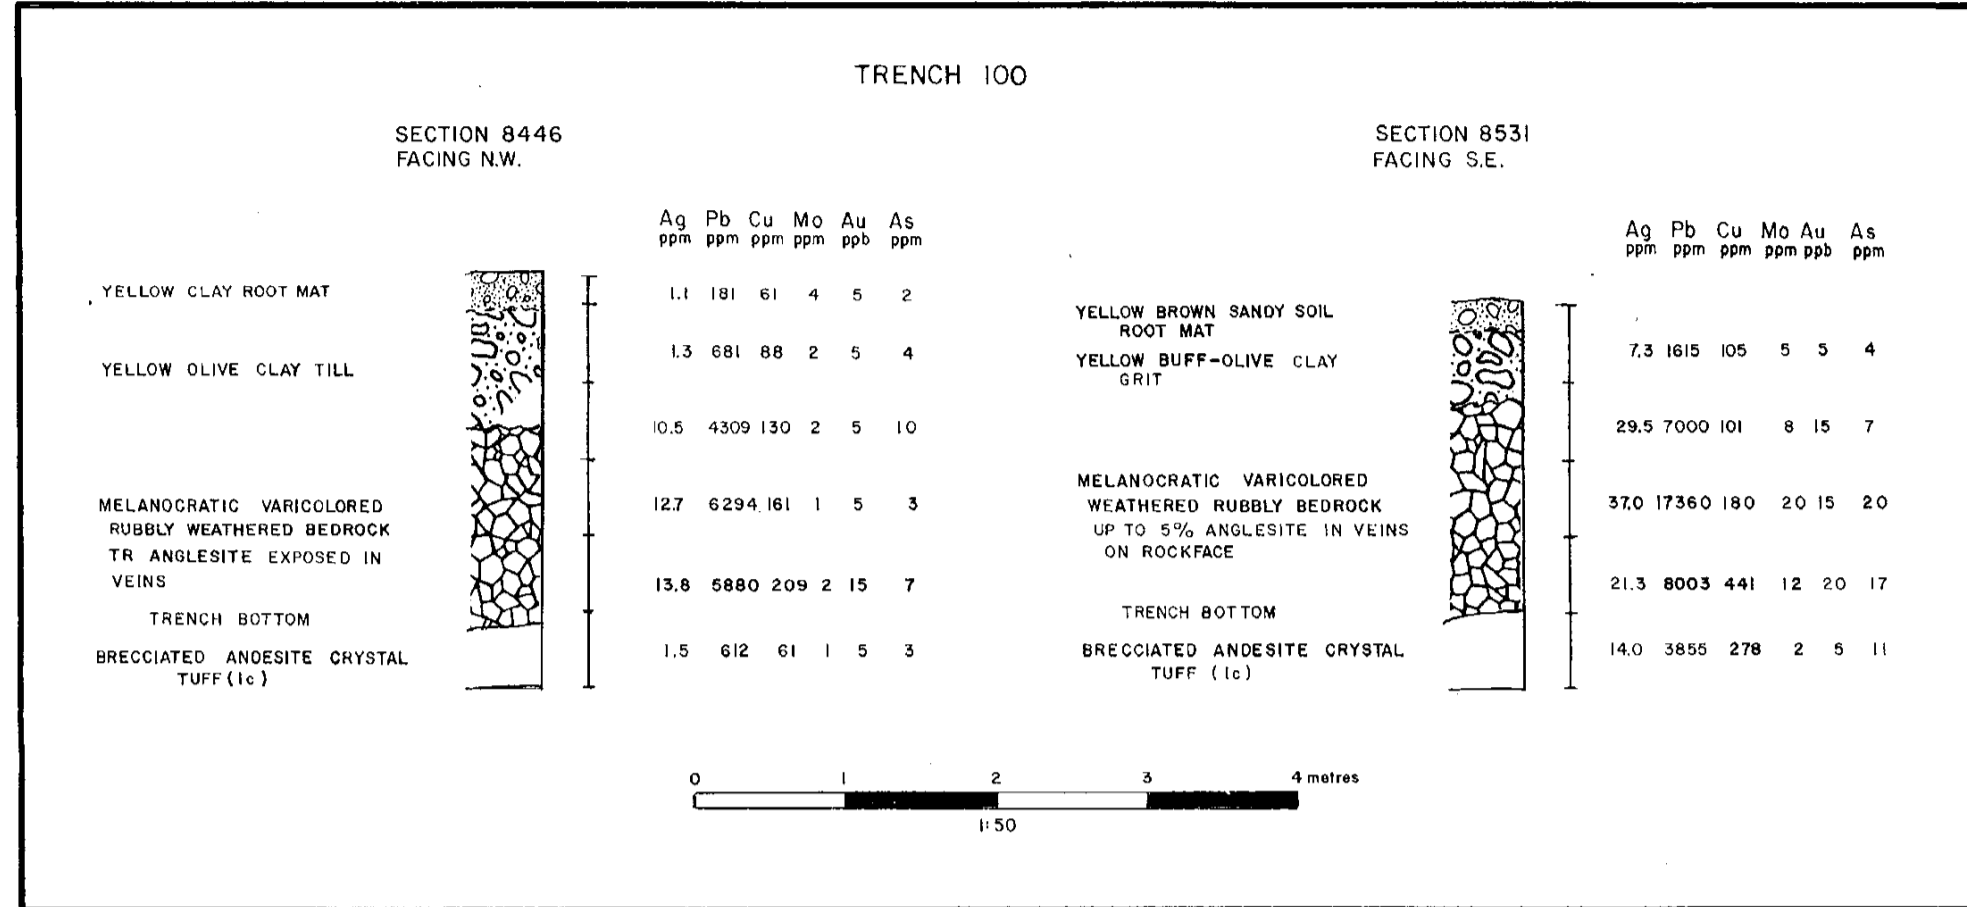 TRENCH 100
SECTION 8446
FACING N.W.
Ag Pb Cu Mo Au As
ppm ppm ppm ppm ppb ppm
YELLOW CLAY ROOT MAT
1.1 181 61 4 5 2
YELLOW OLIVE CLAY TILL
1.3 681 88 2 5 4
10.5 4309 130 2 5 10
MELANOCRATIC VARICOLORED
RUBBLY WEATHERED BEDROCK
TR ANGLESITE EXPOSED IN
VEINS
12.7 6294 161 1 5 3
13.8 5880 209 2 15 7
TRENCH BOTTOM
BRECCIATED ANDESITE CRYSTAL
TUFF (1c)
1.5 612 61 1 5 3
SECTION 8531
FACING S.E.
Ag Pb Cu Mo Au As
ppm ppm ppm ppm ppb ppm
YELLOW BROWN SANDY SOIL
ROOT MAT
YELLOW BUFF-OLIVE CLAY
GRIT
7.3 1615 105 5 5 4
29.5 7000 101 8 15 7
MELANOCRATIC VARICOLORED
WEATHERED RUBBLY BEDROCK
UP TO 5% ANGLESITE IN VEINS
ON ROCKFACE
37.0 17360 180 20 15 20
21.3 8003 441 12 20 17
TRENCH BOTTOM
BRECCIATED ANDESITE CRYSTAL
TUFF (1c)
14.0 3855 278 2 5 11
0 1 2 3 4 metres
1:50